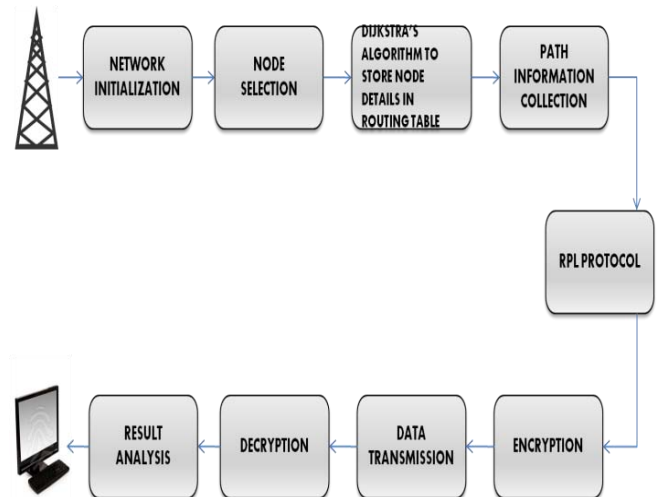 NETWORK
INITIALIZATION
NODE
SELECTION
DIJKSTRA'S
ALGORITHM TO
STORE NODE
DETAILS IN
ROUTING TABLE
PATH
INFORMATION
COLLECTION
RPL PROTOCOL
ENCRYPTION
DATA
TRANSMISSION
DECRYPTION
RESULT
ANALYSIS